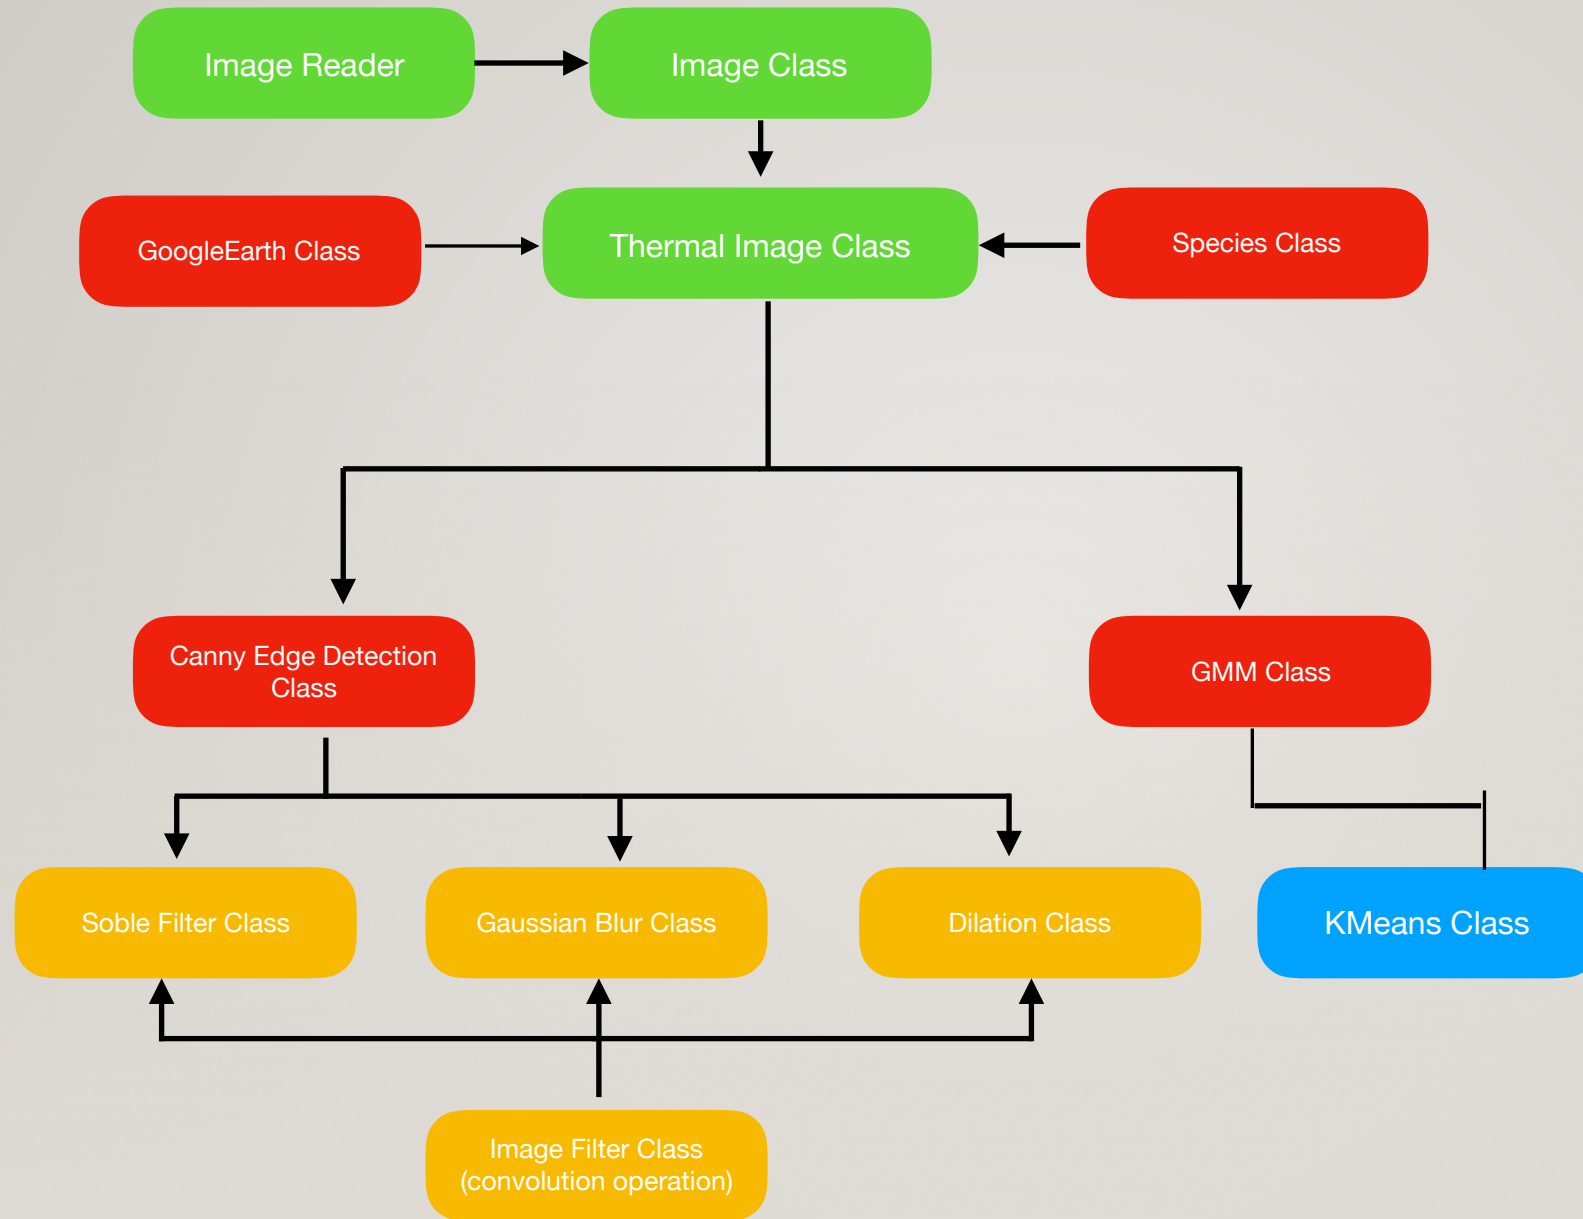 Image Reader
Image Class
GoogleEarth Class
Thermal Image Class
Species Class
Canny Edge Detection
Class
GMM Class
Soble Filter Class
Gaussian Blur Class
Dilation Class
KMeans Class
Image Filter Class
(convolution operation)